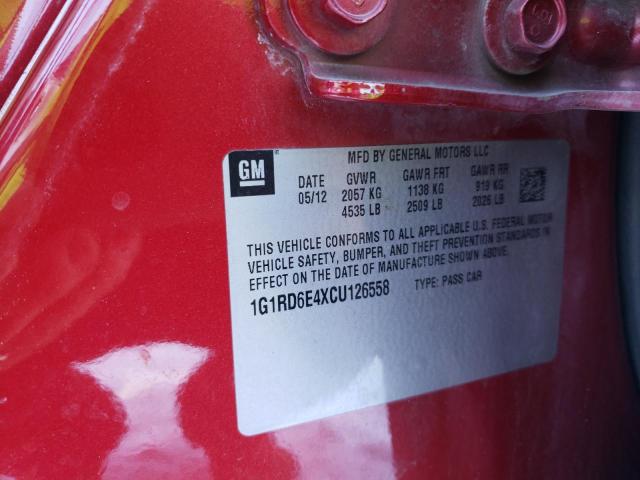 GM
MFD BY GENERAL MOTORS LLC
DATE GVWR GAWR FRT GAWR RR
05/12 2057 KG 1138 KG 919 KG
4535 LB 2509 LB 2026 LB
THIS VEHICLE CONFORMS TO ALL APPLICABLE U.S. FEDERAL MOTOR
VEHICLE SAFETY, BUMPER, AND THEFT PREVENTION STANDARDS IN
EFFECT ON THE DATE OF MANUFACTURE SHOWN ABOVE.
1G1RD6E4XCU126558 TYPE: PASS CAR